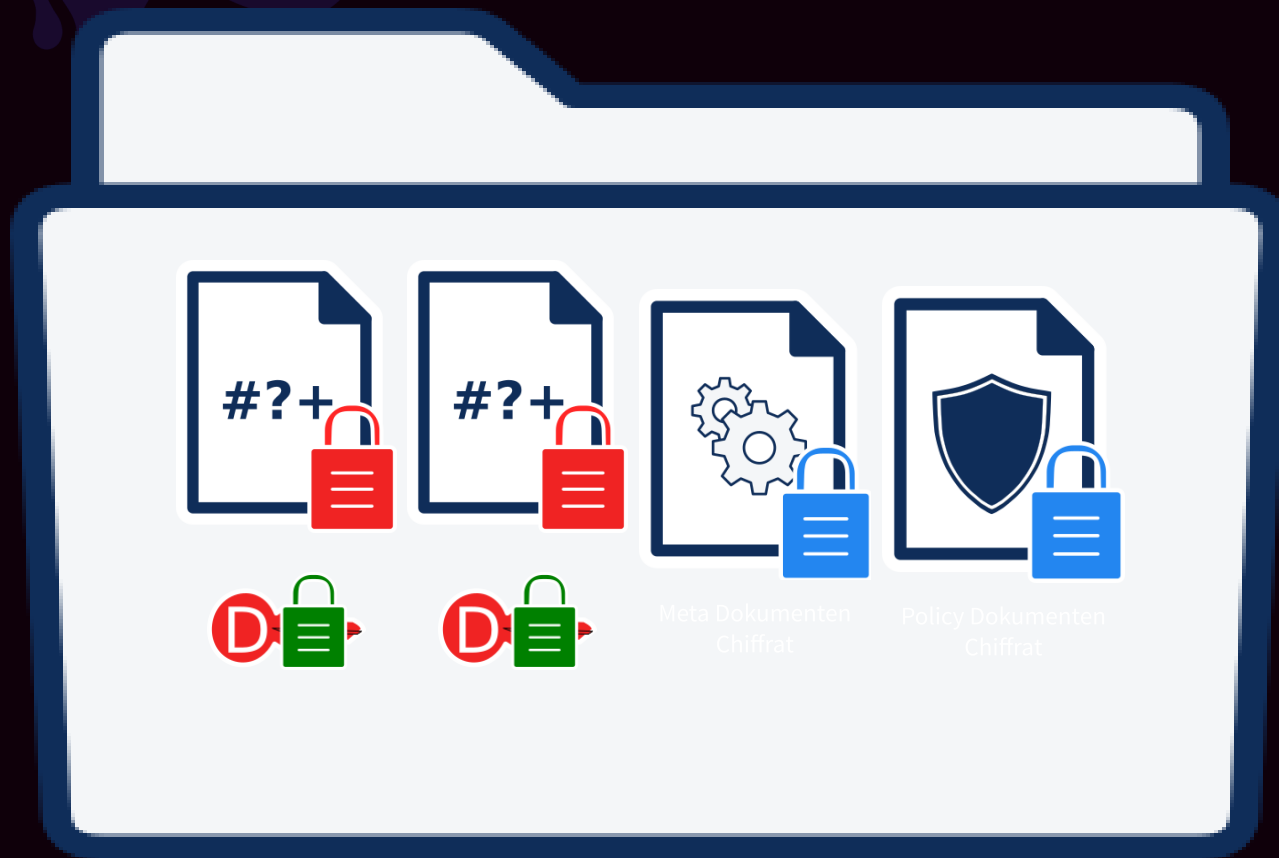 #?+
#?+
D
D
Meta Dokumenten
Chiffrat
Policy Dokumenten
Chiffrat